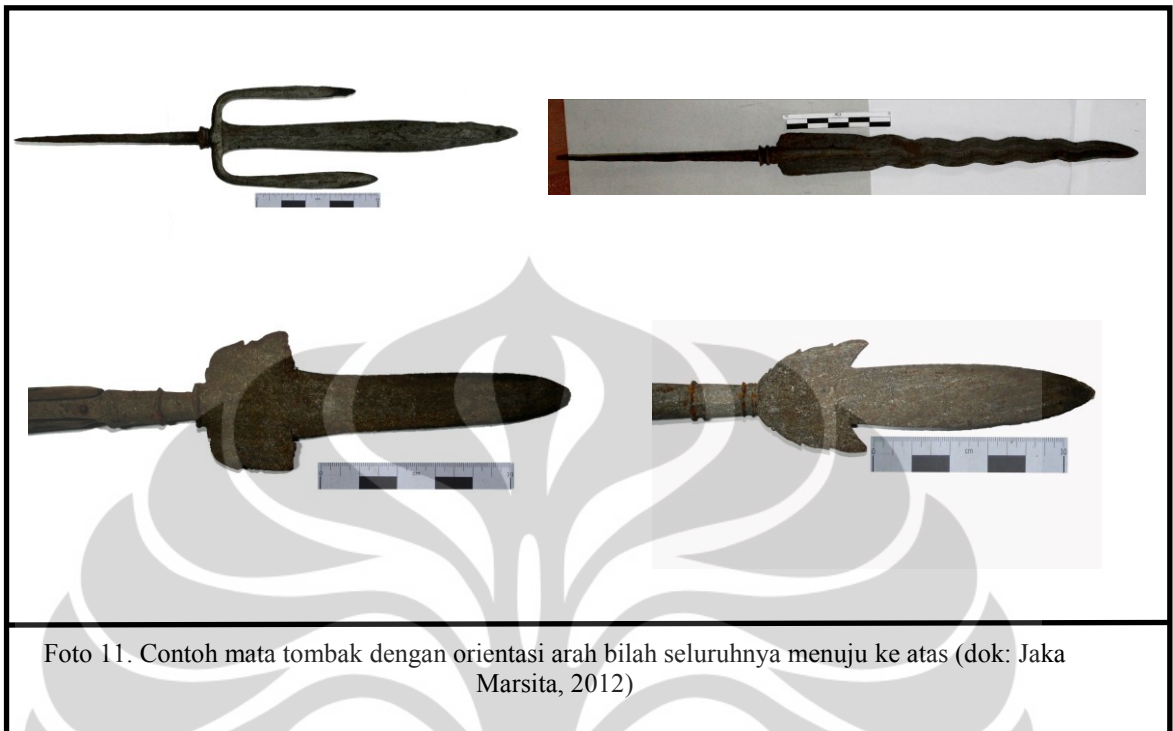 Foto 11. Contoh mata tombak dengan orientasi arah bilah seluruhnya menuju ke atas (dok: Jaka
Marsita, 2012)